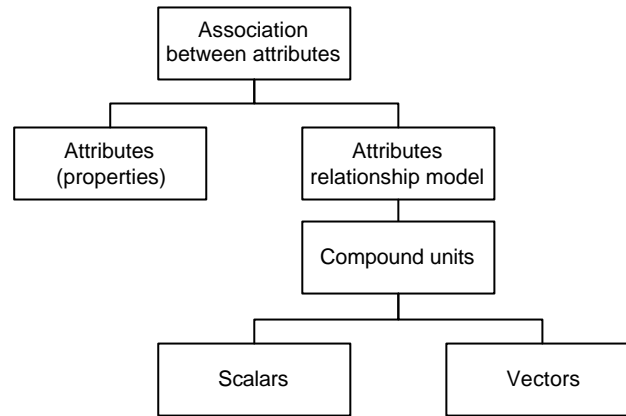 Association
between attributes
Attributes
(properties)
Attributes
relationship model
Compound units
Scalars
Vectors